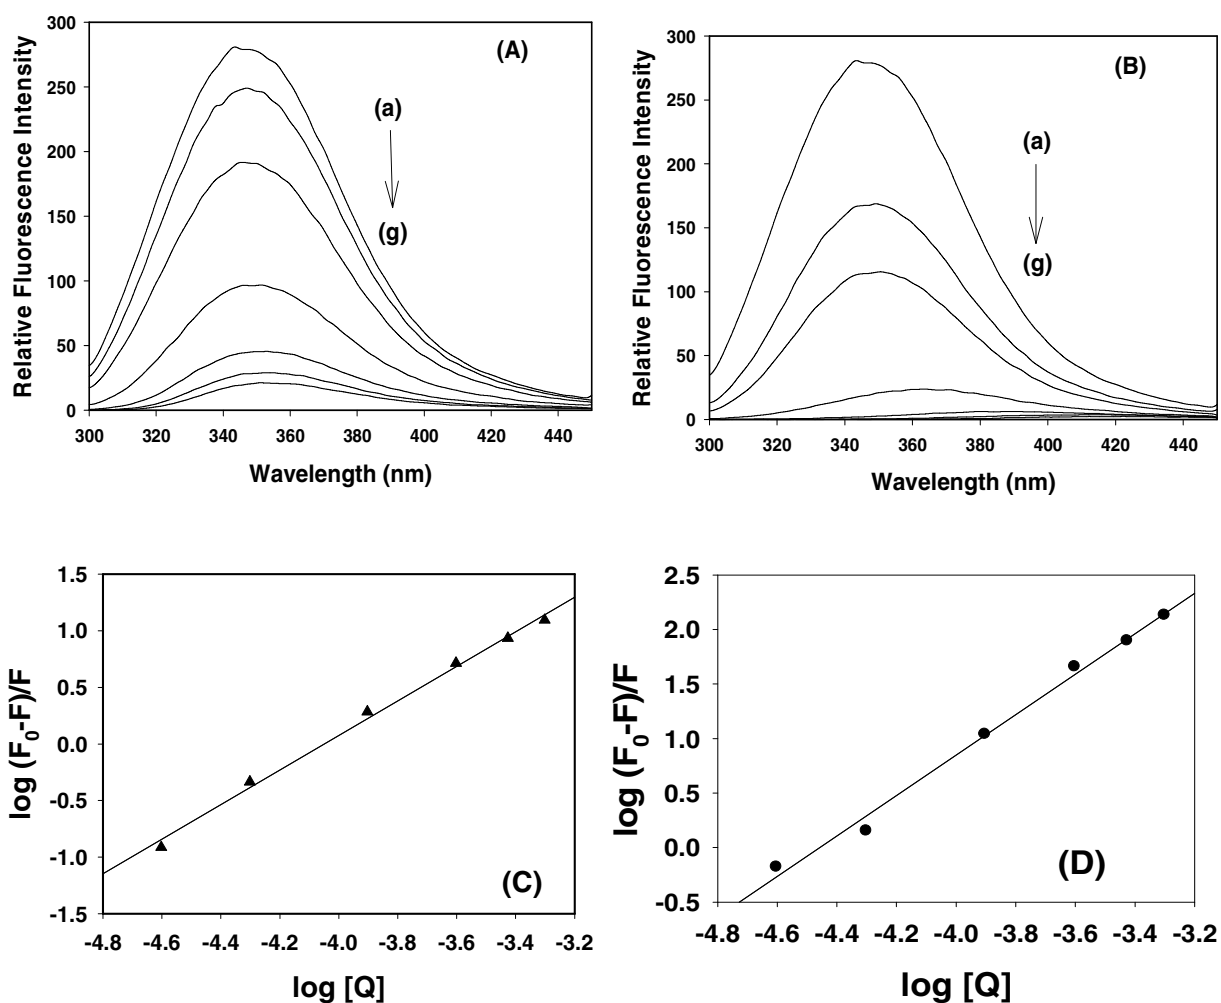 300
250
200
150
100
50
0
300 320 340 360 380 400 420 440
Relative Fluorescence Intensity
Wavelength (nm)
(A)
(a)
(g)
300
250
200
150
100
50
0
300 320 340 360 380 400 420 440
Relative Fluorescence Intensity
Wavelength (nm)
(B)
(a)
(g)
1.5
1.0
0.5
0.0
-0.5
-1.0
-1.5
-4.8 -4.6 -4.4 -4.2 -4.0 -3.8 -3.6 -3.4 -3.2
log (F₀-F)/F
log [Q]
(C)
2.5
2.0
1.5
1.0
0.5
0.0
-0.5
-4.8 -4.6 -4.4 -4.2 -4.0 -3.8 -3.6 -3.4 -3.2
log (F₀-F)/F
log [Q]
(D)